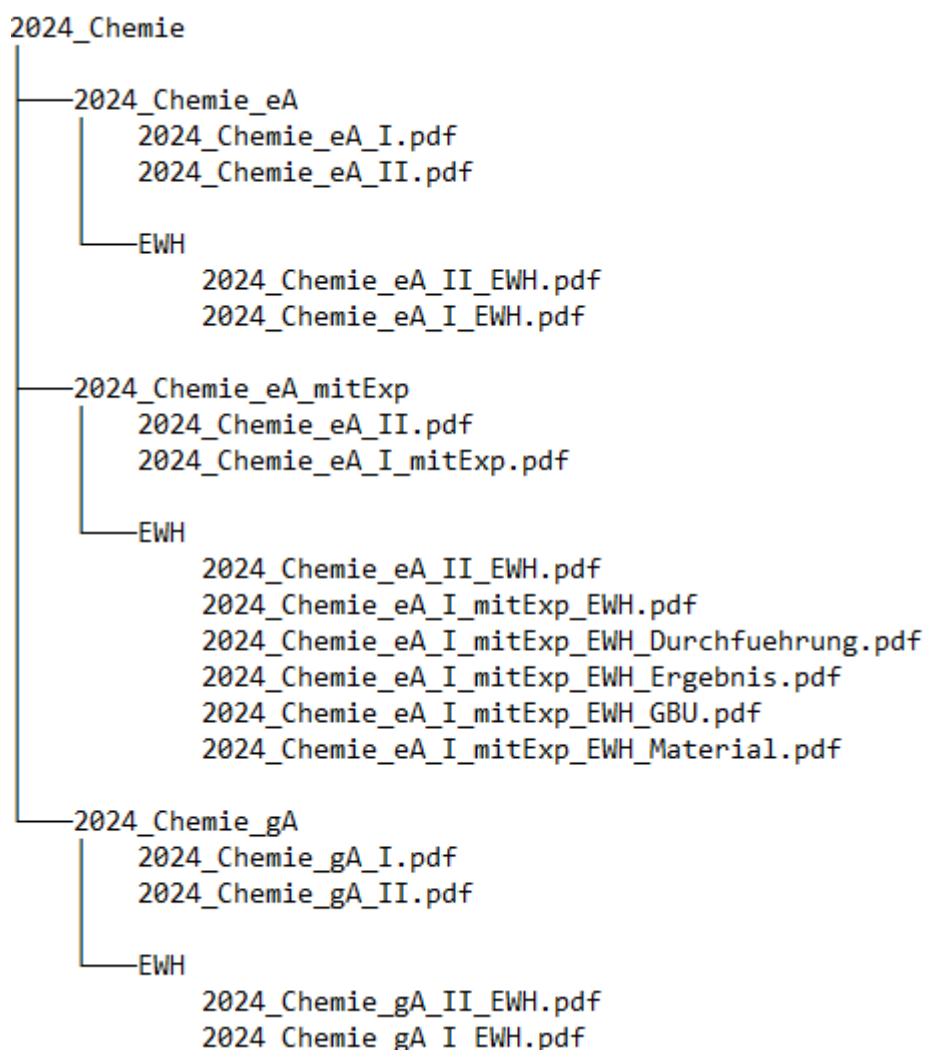 2024_Chemie
2024_Chemie_eA
2024_Chemie_eA_I.pdf
2024_Chemie_eA_II.pdf
EWH
2024_Chemie_eA_II_EWH.pdf
2024_Chemie_eA_I_EWH.pdf
2024_Chemie_eA_mitExp
2024_Chemie_eA_II.pdf
2024_Chemie_eA_I_mitExp.pdf
EWH
2024_Chemie_eA_II_EWH.pdf
2024_Chemie_eA_I_mitExp_EWH.pdf
2024_Chemie_eA_I_mitExp_EWH_Durchfuehrung.pdf
2024_Chemie_eA_I_mitExp_EWH_Ergebnis.pdf
2024_Chemie_eA_I_mitExp_EWH_GBU.pdf
2024_Chemie_eA_I_mitExp_EWH_Material.pdf
2024_Chemie_gA
2024_Chemie_gA_I.pdf
2024_Chemie_gA_II.pdf
EWH
2024_Chemie_gA_II_EWH.pdf
2024_Chemie_gA_I_EWH.pdf